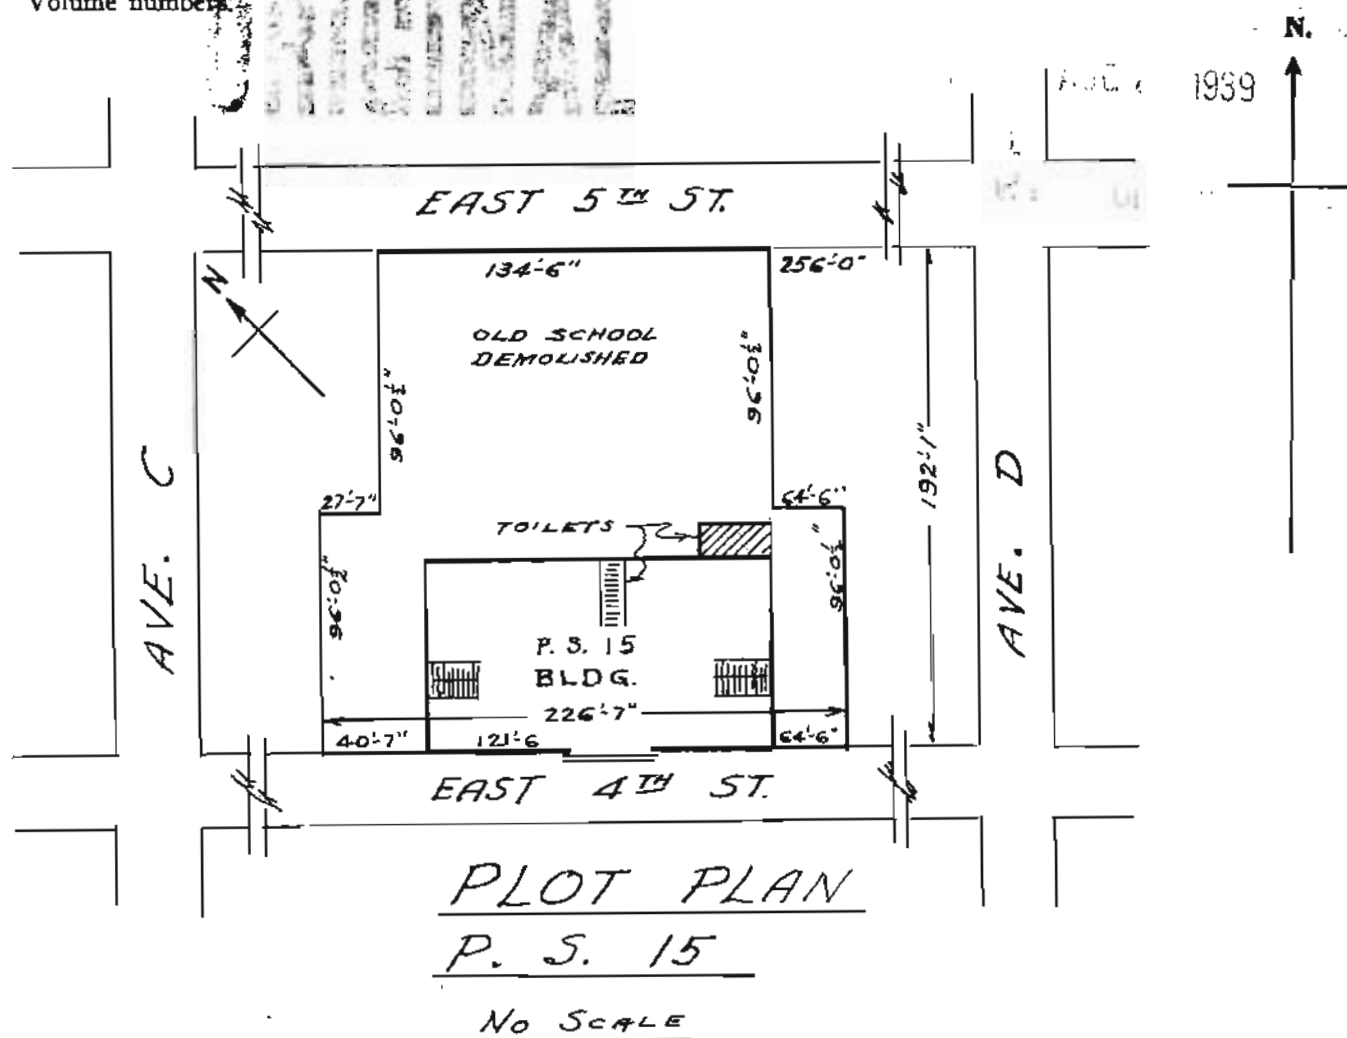 Volume numbers.
N.
1939
EAST 5TH ST.
134'-6"
256'-0"
N
OLD SCHOOL
DEMOLISHED
96'-0½"
96'-0½"
192'-1"
AVE. C
AVE. D
27'-7"
64'-6"
TOILETS
96'-0½"
96'-0½"
P. S. 15
BLDG.
226'-7"
40'-7"
121'-6
64'-6"
EAST 4TH ST.
PLOT PLAN
P. S. 15
NO SCALE